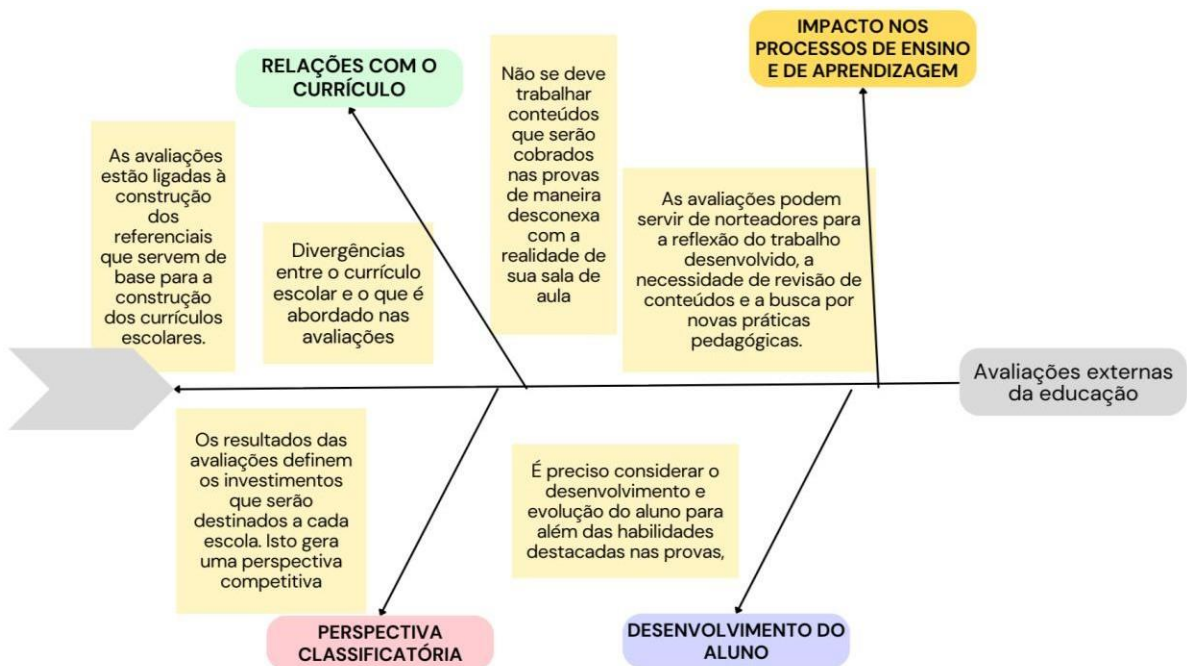 RELAÇÕES COM O
CURRÍCULO
As avaliações
estão ligadas à
construção
dos
referenciais
que servem de
base para a
construção
dos currículos
escolares.
Divergências
entre o currículo
escolar e o que é
abordado nas
avaliações
IMPACTO NOS
PROCESSOS DE ENSINO
E DE APRENDIZAGEM
Não se deve
trabalhar
conteúdos
que serão
cobrados
nas provas
de maneira
desconexa
com a
realidade de
sua sala de
aula
As avaliações podem
servir de norteadores para
a reflexão do trabalho
desenvolvido, a
necessidade de revisão de
conteúdos e a busca por
novas práticas
pedagógicas.
Avaliações externas
da educação
Os resultados das
avaliações definem
os investimentos
que serão
destinados a cada
escola. Isto gera
uma perspectiva
competitiva
PERSPECTIVA
CLASSIFICATÓRIA
É preciso considerar o
desenvolvimento e
evolução do aluno para
além das habilidades
destacadas nas provas,
DESENVOLVIMENTO DO
ALUNO